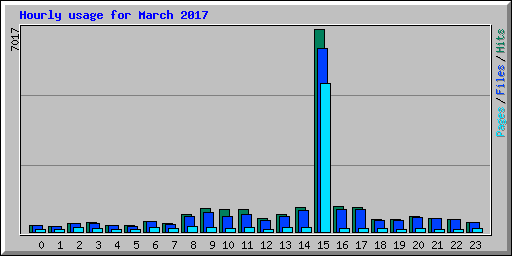 Hourly usage for March 2017
7017
Pages/Files/Hits
0 1 2 3 4 5 6 7 8 9 10 11 12 13 14 15 16 17 18 19 20 21 22 23